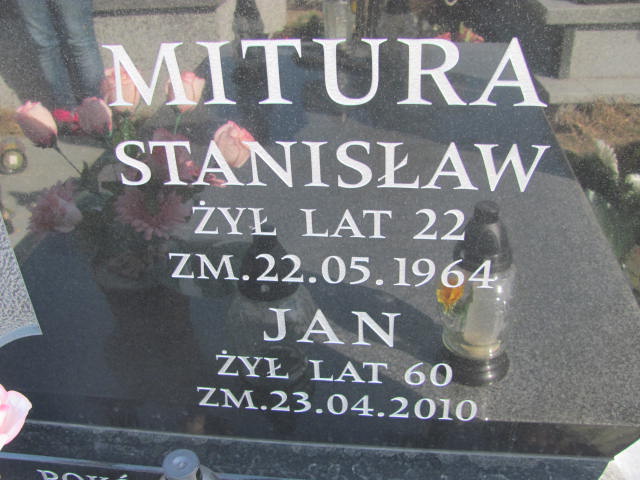 MITURA
STANISŁAW
ŻYŁ LAT 22
ZM.22.05.1964
JAN
ŻYŁ LAT 60
ZM.23.04.2010